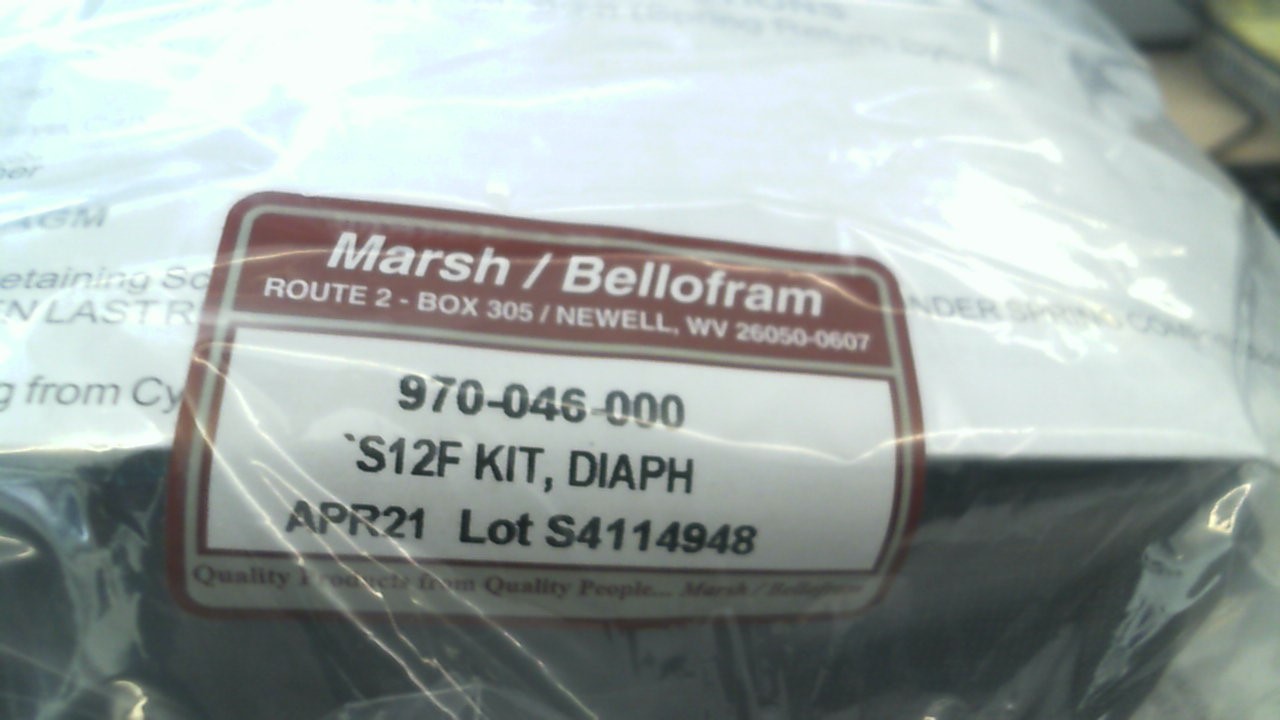 AGM
etaining Sc
EN LAST R
g from Cy
Marsh / Bellofram
ROUTE 2 - BOX 305 / NEWELL, WV 26050-0607
970-046-000
`S12F KIT, DIAPH
APR21 Lot S4114948
Quality Products from Quality People... Marsh / Bellofram